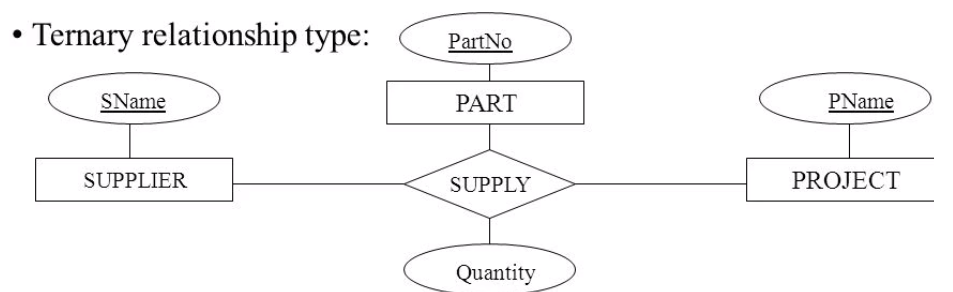 • Ternary relationship type:
PartNo
SName
PART
PName
SUPPLIER
SUPPLY
PROJECT
Quantity